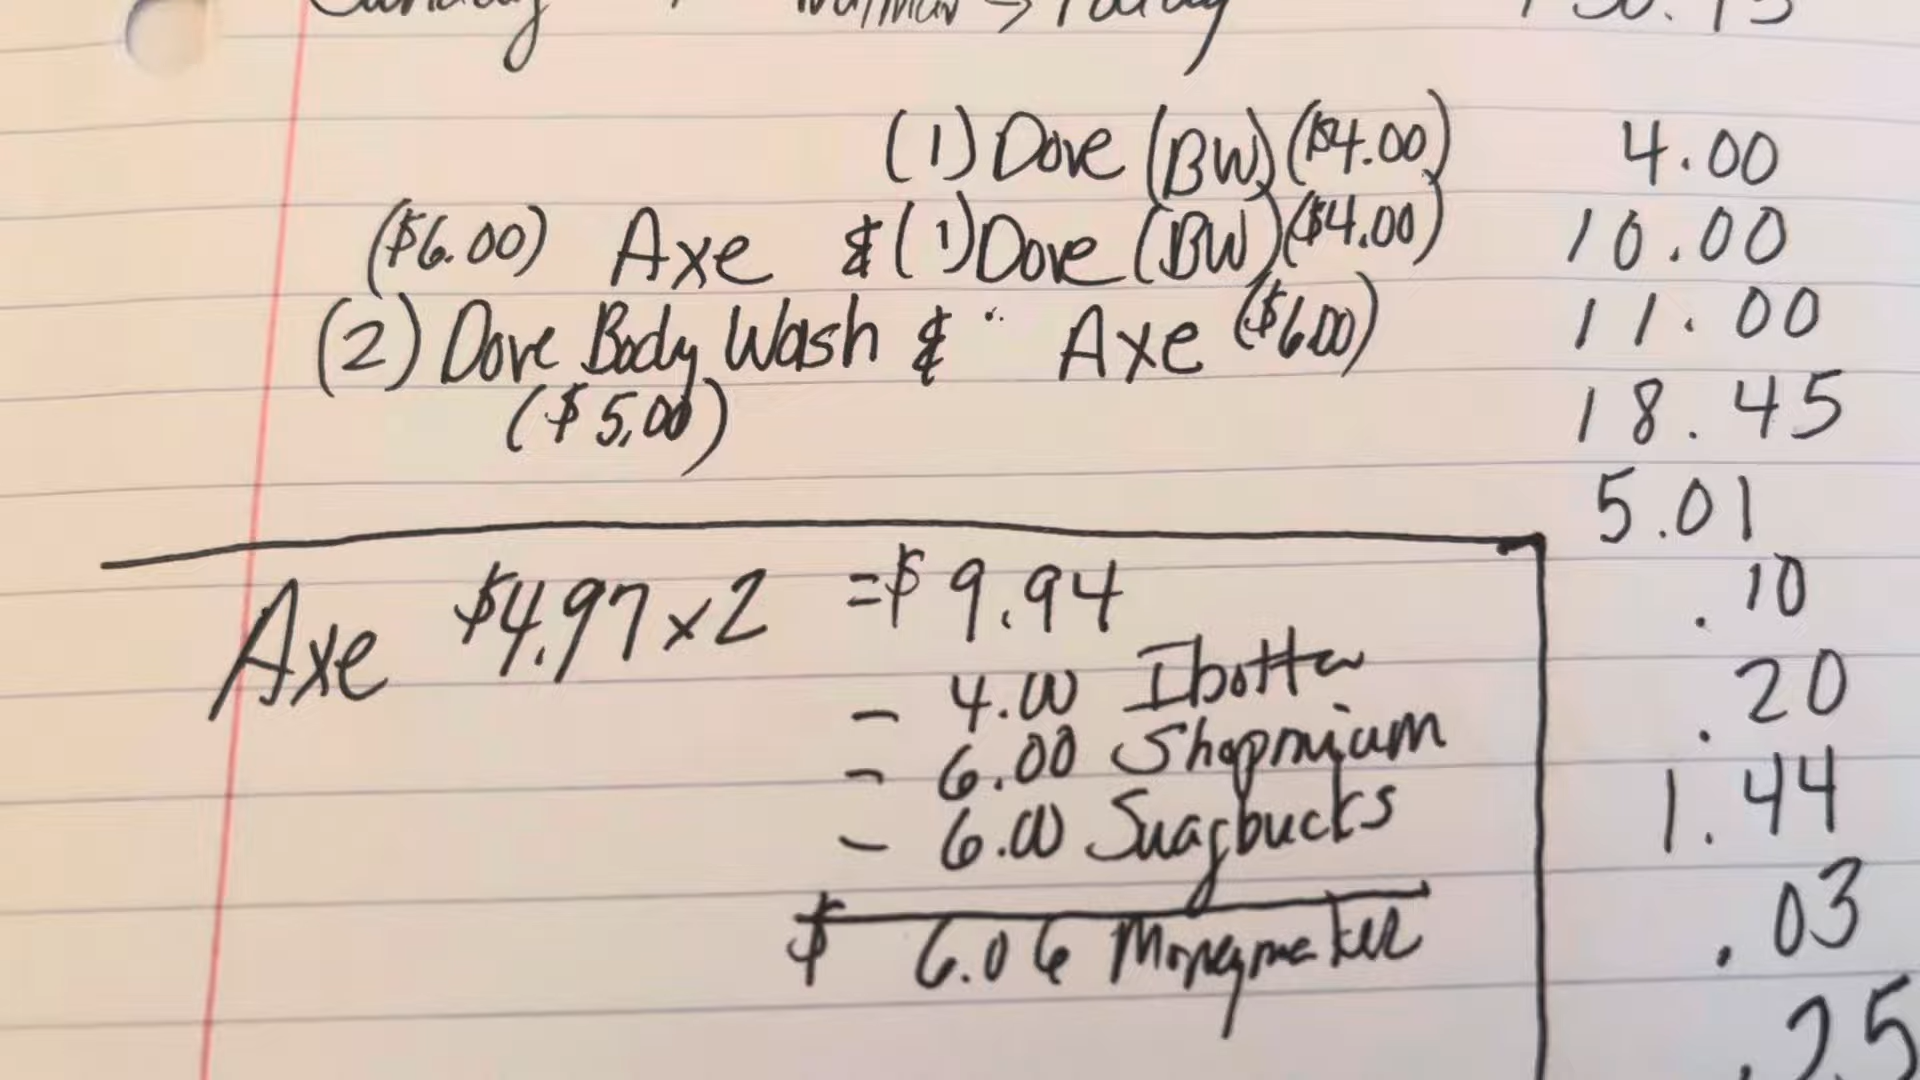 (1) Dove (BW) ($4.00) 4.00
($6.00) Axe & (1) Dove (BW) ($4.00) 10.00
(2) Dove Body Wash & Axe ($6.00) 11.00
($5.00) 18.45
5.01
Axe $4.97 x 2 = $ 9.94 .10
- 4.00 Ibotta .20
- 6.00 Shopmium 1.44
- 6.00 Swagbucks
$ 6.06 Moneymaker .03
.25